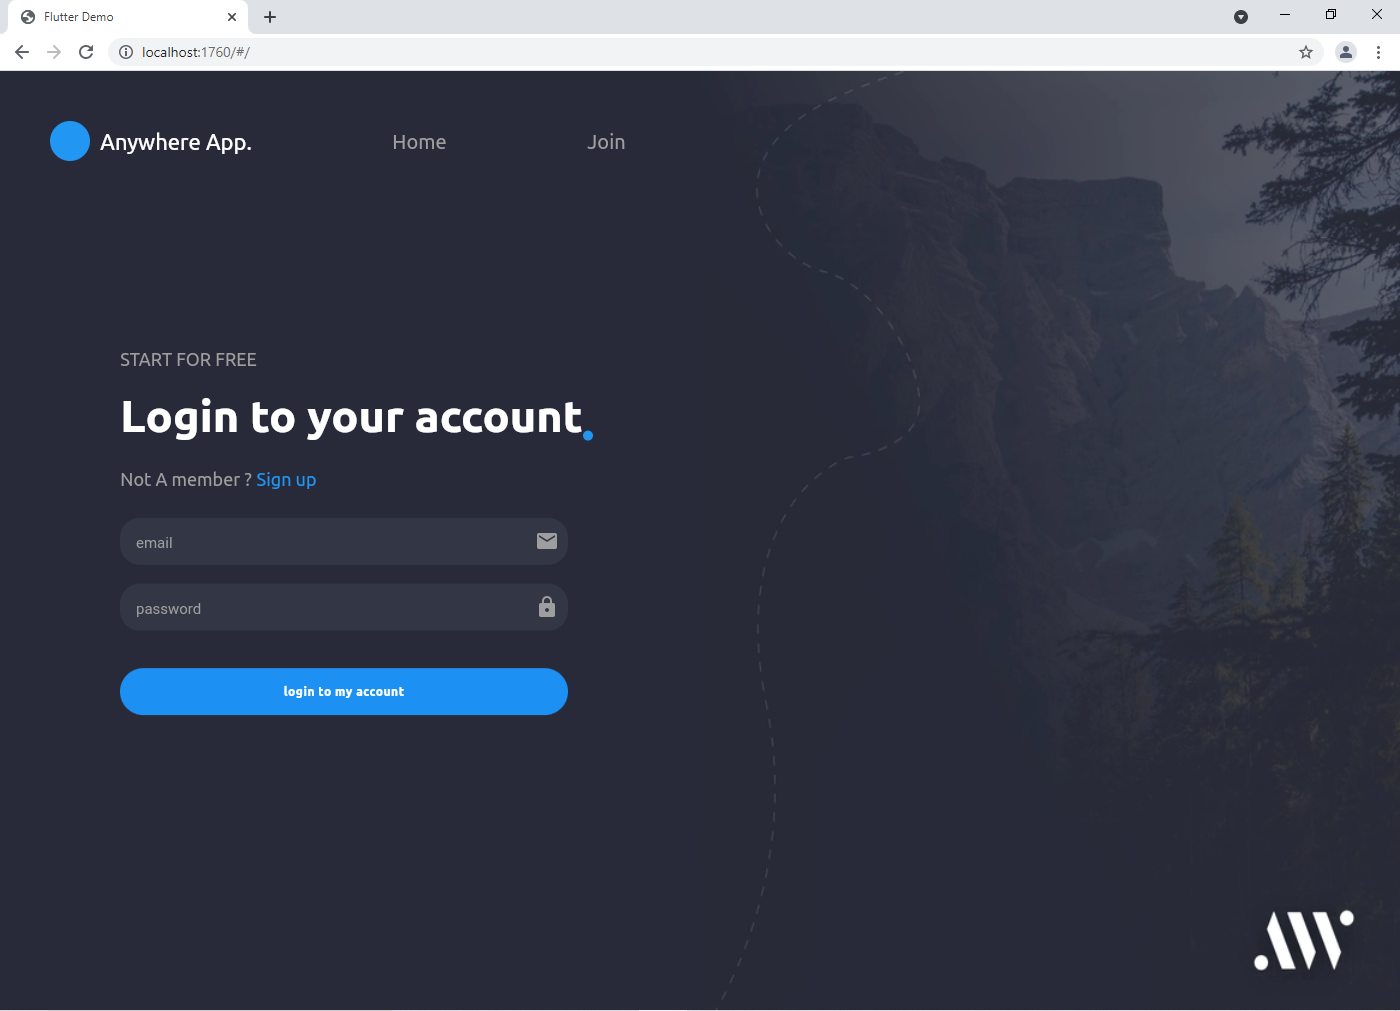 Flutter Demo
localhost:1760/#/
Anywhere App.
Home
Join
START FOR FREE
Login to your account.
Not A member ? Sign up
email
password
login to my account
.AW